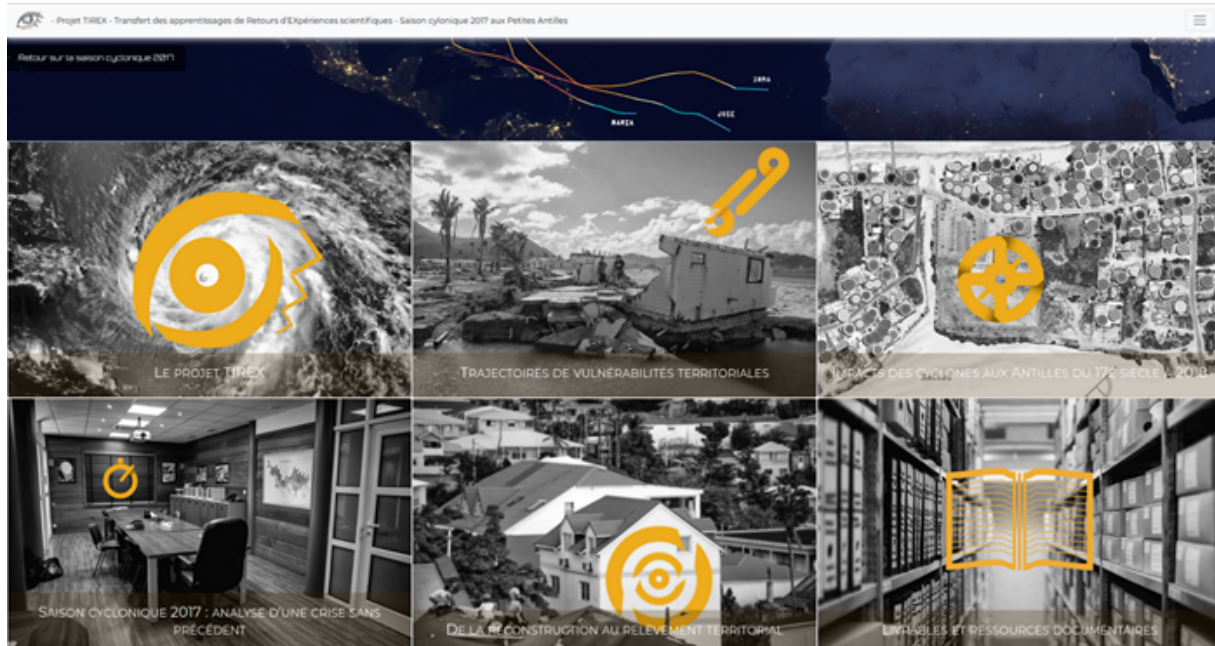 - Projet TIREX - Transfert des apprentissages de Retours d'EXpériences scientifiques - Saison cylonique 2017 aux Petites Antilles
Retour sur la saison cyclonique 2017
IRMA
JOSE
MARIA
Le projet TIREX
Trajectoires de vulnérabilités territoriales
Impacts des cyclones aux Antilles du 17e siècle à 2018
Saison cyclonique 2017 : analyse d'une crise sans
précédent
De la reconstruction au relèvement territorial
Livrables et ressources documentaires